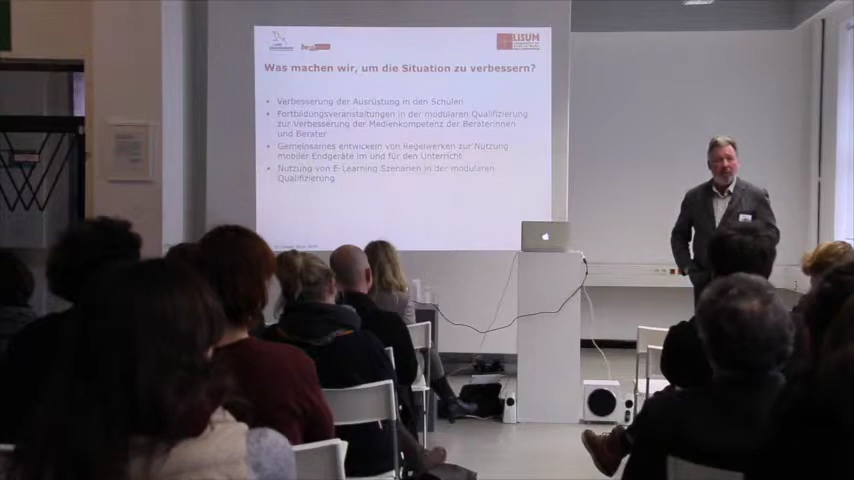 LISUM
Was machen wir, um die Situation zu verbessern?
• Verbesserung der Ausrüstung in den Schulen
• Fortbildungsveranstaltungen in der modularen Qualifizierung
zur Verbesserung der Medienkompetenz der Beraterinnen
und Berater
• Gemeinsam entwickeln von Regelwerken zur Nutzung
mobiler Endgeräte im und für den Unterricht
• Nutzung von E-Learning Szenarien in der modularen
Qualifizierung